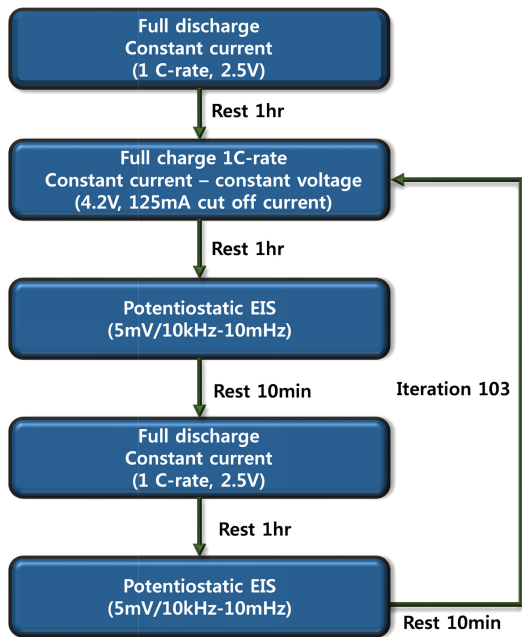 Full discharge
Constant current
(1 C-rate, 2.5V)
Rest 1hr
Full charge 1C-rate
Constant current – constant voltage
(4.2V, 125mA cut off current)
Rest 1hr
Potentiostatic EIS
(5mV/10kHz-10mHz)
Rest 10min
Iteration 103
Full discharge
Constant current
(1 C-rate, 2.5V)
Rest 1hr
Potentiostatic EIS
(5mV/10kHz-10mHz)
Rest 10min